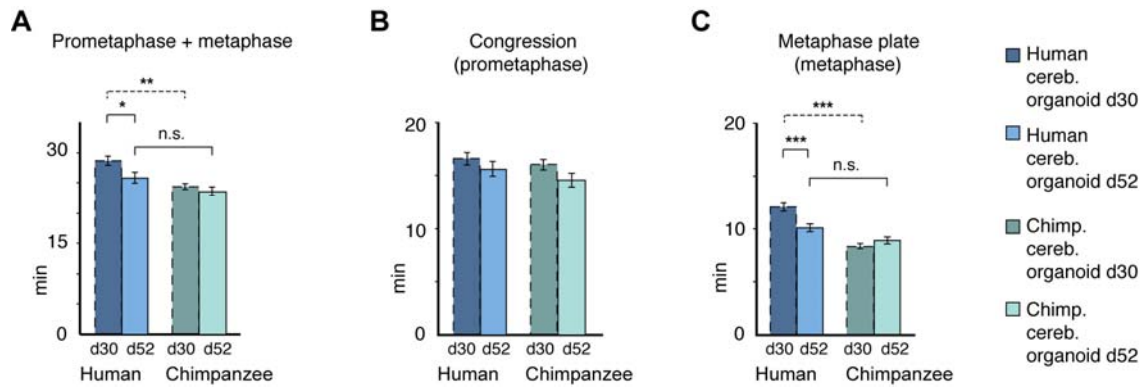 A
Prometaphase + metaphase
**
*
n.s.
30
15
0
min
d30 d52 d30 d52
Human Chimpanzee
B
Congression
(prometaphase)
20
10
0
d30 d52 d30 d52
Human Chimpanzee
C
Metaphase plate
(metaphase)
***
***
n.s.
20
10
0
min
d30 d52 d30 d52
Human Chimpanzee
Human
cereb.
organoid d30
Human
cereb.
organoid d52
Chimp.
cereb.
organoid d30
Chimp.
cereb.
organoid d52